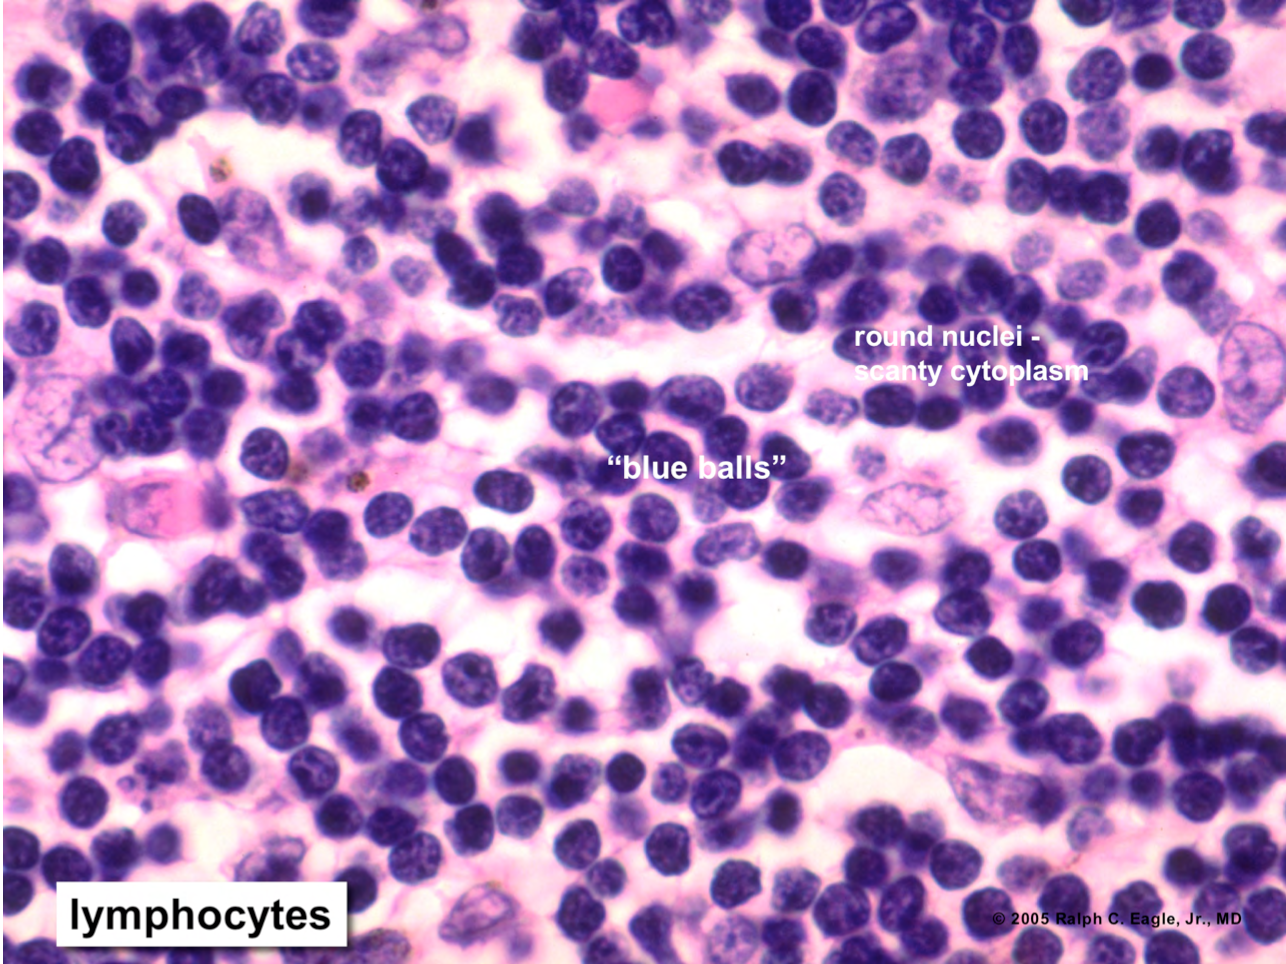 round nuclei -
scanty cytoplasm
“blue balls”
lymphocytes
© 2005 Ralph C. Eagle, Jr., MD